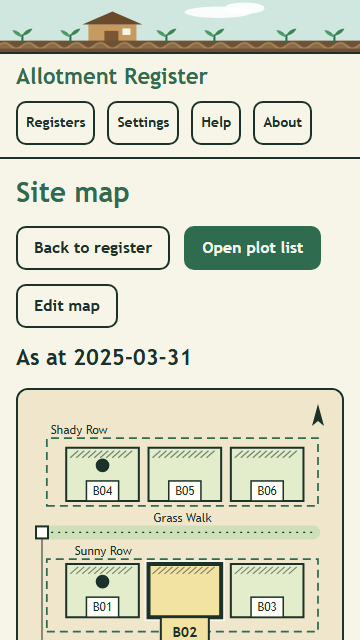 Allotment Register
Registers Settings Help About
Site map
Back to register Open plot list
Edit map
As at 2025-03-31
Shady Row
B04 B05 B06
Grass Walk
Sunny Row
B01 B03
B02